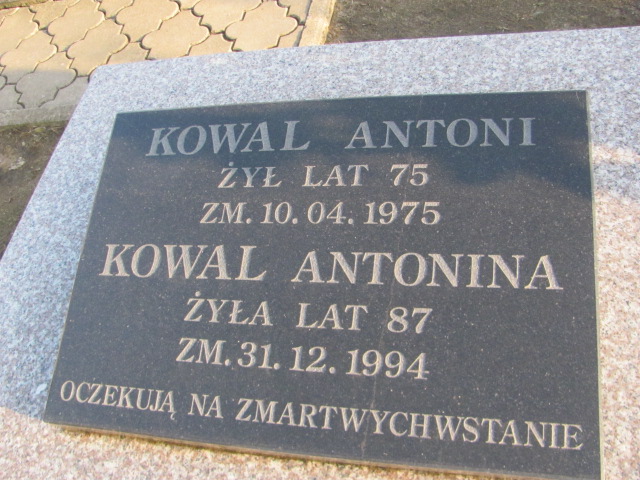 KOWAL ANTONI
ŻYŁ LAT 75
ZM. 10. 04. 1975
KOWAL ANTONINA
ŻYŁA LAT 87
ZM. 31. 12. 1994
OCZEKUJĄ NA ZMARTWYCHWSTANIE